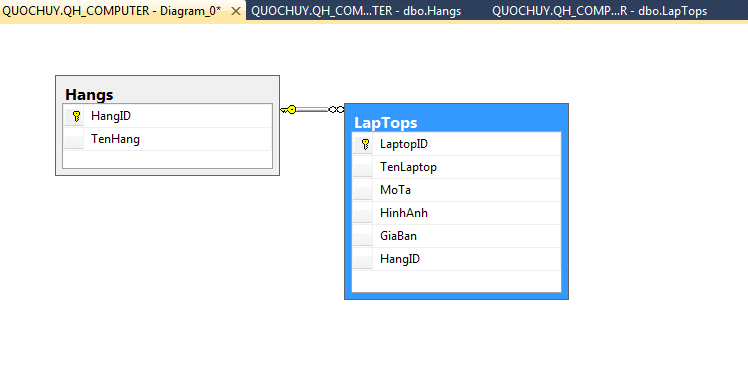 QUOCHUY.QH_COMPUTER - Diagram_0*
QUOCHUY.QH_COM...TER - dbo.Hangs
QUOCHUY.QH_COMP...R - dbo.LapTops
Hangs
HangID
TenHang
LapTops
LaptopID
TenLaptop
MoTa
HinhAnh
GiaBan
HangID